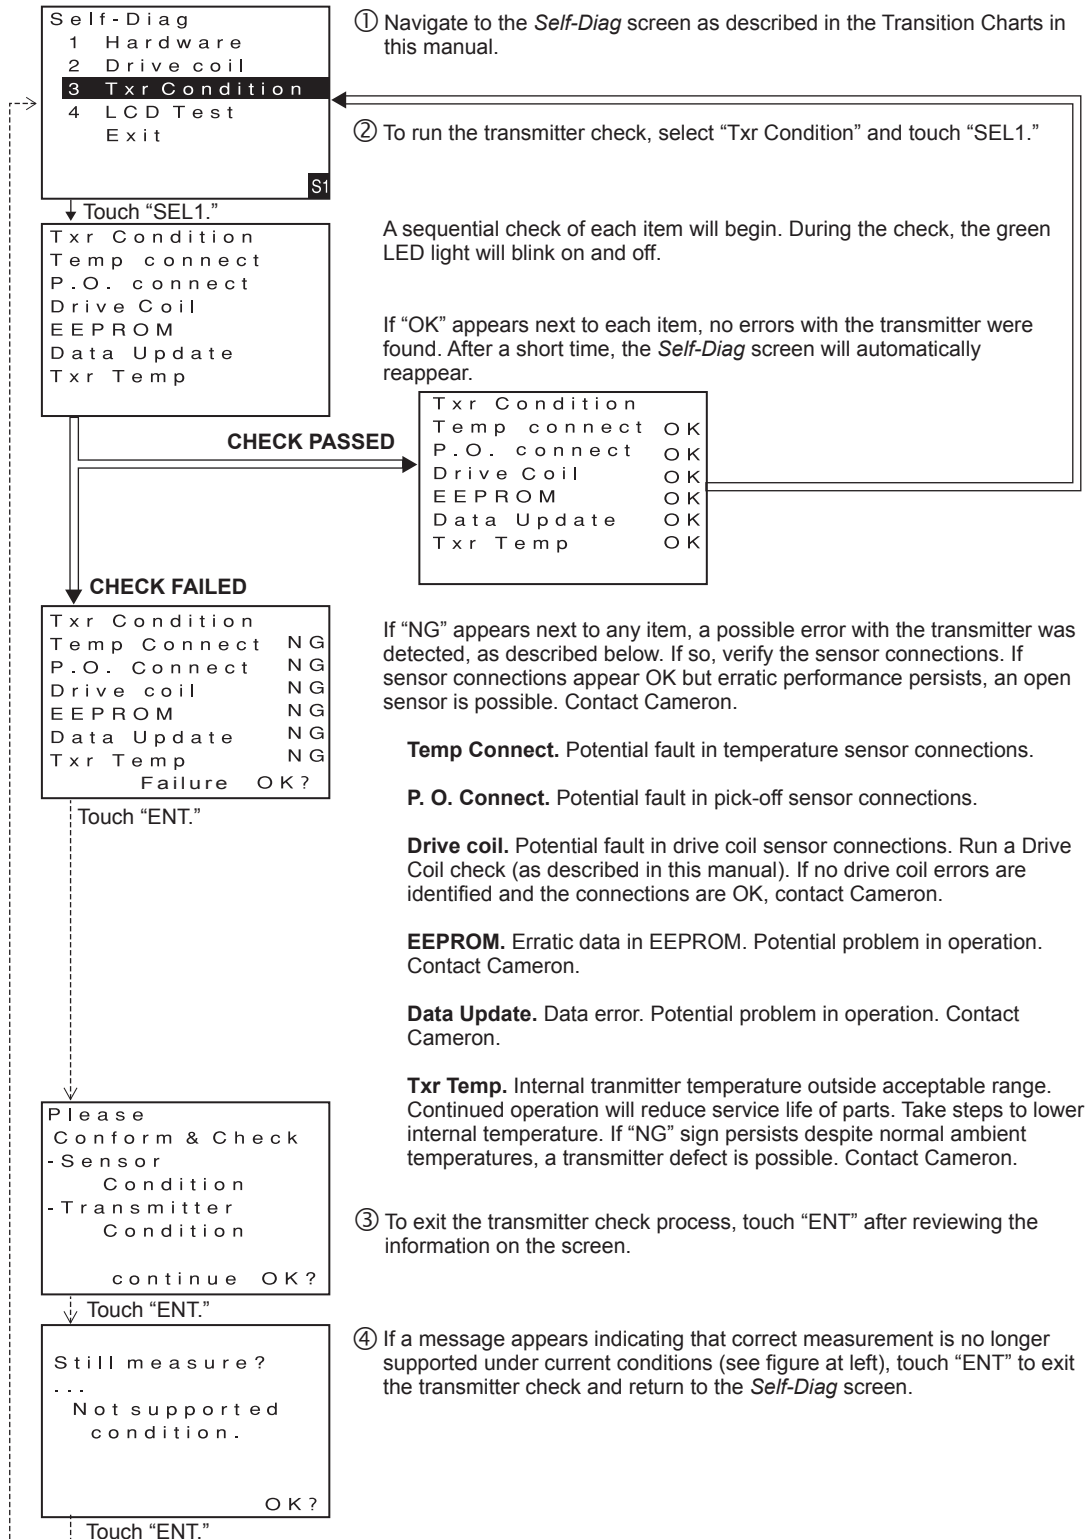 Self-Diag
1 Hardware
2 Drive coil
3 Txr Condition
4 LCD Test
Exit
S1
① Navigate to the Self-Diag screen as described in the Transition Charts in
this manual.
② To run the transmitter check, select “Txr Condition” and touch “SEL1.”
Touch “SEL1.”
Txr Condition
Temp connect
P.O. connect
Drive Coil
EEPROM
Data Update
Txr Temp
A sequential check of each item will begin. During the check, the green
LED light will blink on and off.
If “OK” appears next to each item, no errors with the transmitter were
found. After a short time, the Self-Diag screen will automatically
reappear.
CHECK PASSED
Txr Condition
Temp connect OK
P.O. connect OK
Drive Coil OK
EEPROM OK
Data Update OK
Txr Temp OK
CHECK FAILED
Txr Condition
Temp Connect NG
P.O. Connect NG
Drive coil NG
EEPROM NG
Data Update NG
Txr Temp NG
Failure OK?
Touch “ENT.”
If “NG” appears next to any item, a possible error with the transmitter was
detected, as described below. If so, verify the sensor connections. If
sensor connections appear OK but erratic performance persists, an open
sensor is possible. Contact Cameron.
Temp Connect. Potential fault in temperature sensor connections.
P. O. Connect. Potential fault in pick-off sensor connections.
Drive coil. Potential fault in drive coil sensor connections. Run a Drive
Coil check (as described in this manual). If no drive coil errors are
identified and the connections are OK, contact Cameron.
EEPROM. Erratic data in EEPROM. Potential problem in operation.
Contact Cameron.
Data Update. Data error. Potential problem in operation. Contact
Cameron.
Txr Temp. Internal tranmitter temperature outside acceptable range.
Continued operation will reduce service life of parts. Take steps to lower
internal temperature. If “NG” sign persists despite normal ambient
temperatures, a transmitter defect is possible. Contact Cameron.
Please
Conform & Check
-Sensor
Condition
-Transmitter
Condition
continue OK?
③ To exit the transmitter check process, touch “ENT” after reviewing the
information on the screen.
Touch “ENT.”
Still measure?
...
Not supported
condition.
OK?
④ If a message appears indicating that correct measurement is no longer
supported under current conditions (see figure at left), touch “ENT” to exit
the transmitter check and return to the Self-Diag screen.
Touch “ENT.”